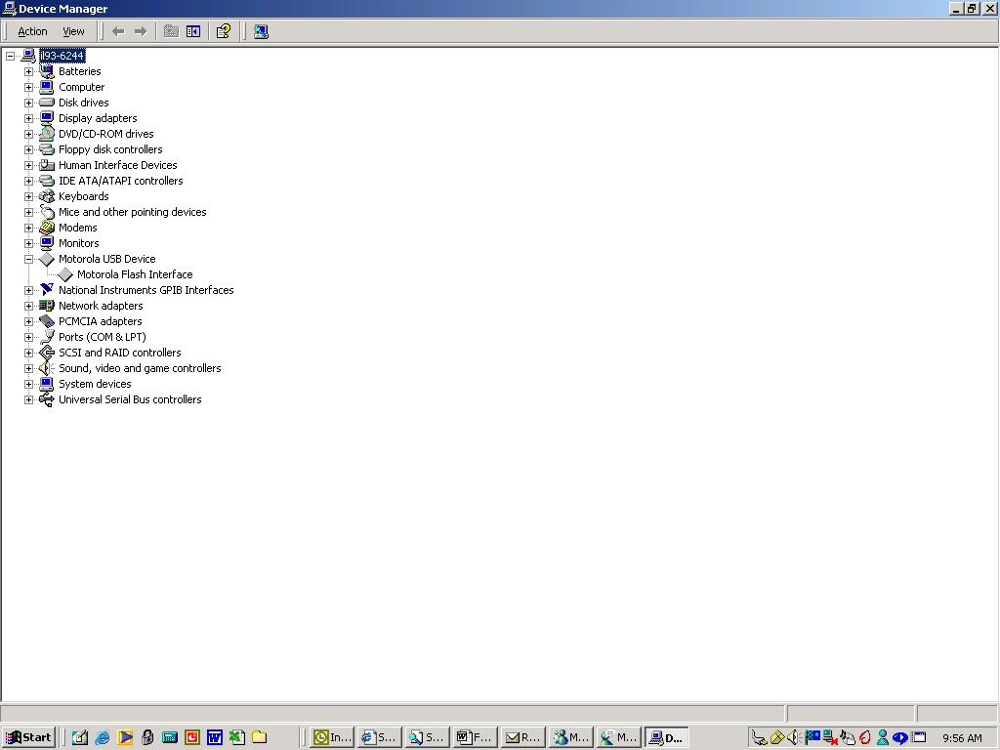 Device Manager
Action View
il93-6244
Batteries
Computer
Disk drives
Display adapters
DVD/CD-ROM drives
Floppy disk controllers
Human Interface Devices
IDE ATA/ATAPI controllers
Keyboards
Mice and other pointing devices
Modems
Monitors
Motorola USB Device
Motorola Flash Interface
National Instruments GPIB Interfaces
Network adapters
PCMCIA adapters
Ports (COM & LPT)
SCSI and RAID controllers
Sound, video and game controllers
System devices
Universal Serial Bus controllers
Start In... S... S... F... R... M... M... D... 9:56 AM